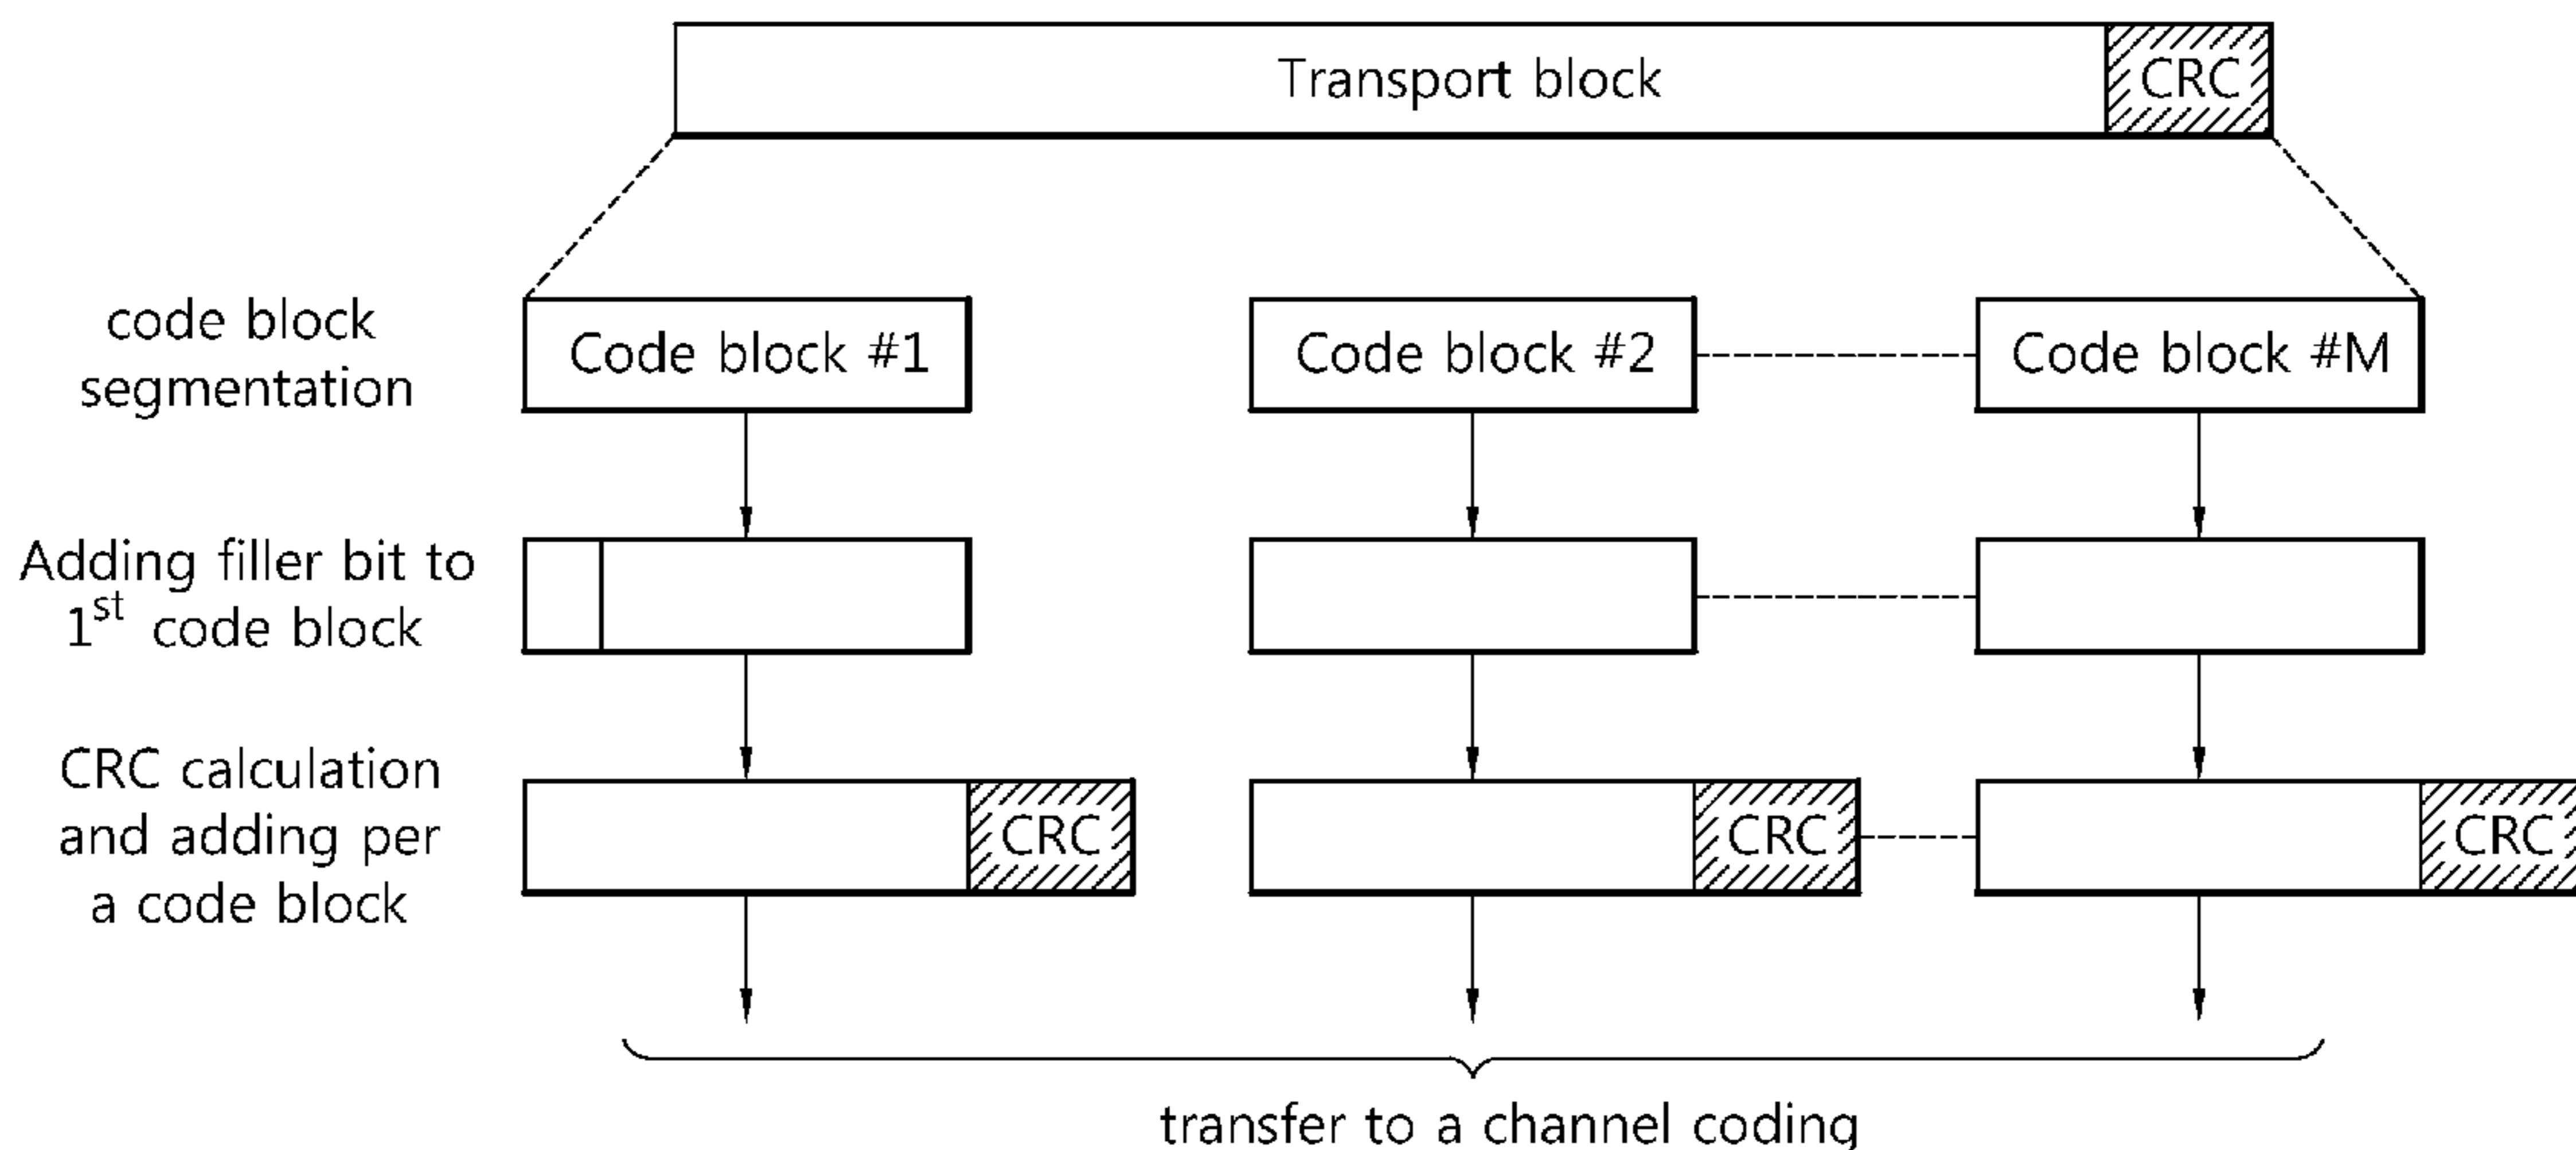 Transport block CRC
code block
segmentation
Code block #1 Code block #2 Code block #M
Adding filler bit to
1st code block
CRC calculation
and adding per
a code block
CRC CRC CRC
transfer to a channel coding